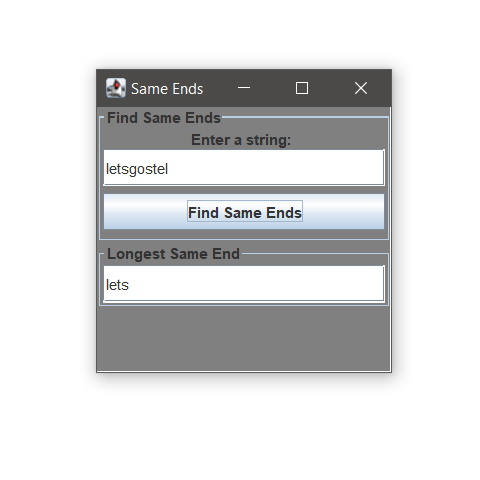 Same Ends
Find Same Ends
Enter a string:
letsgostel
Find Same Ends
Longest Same End
lets